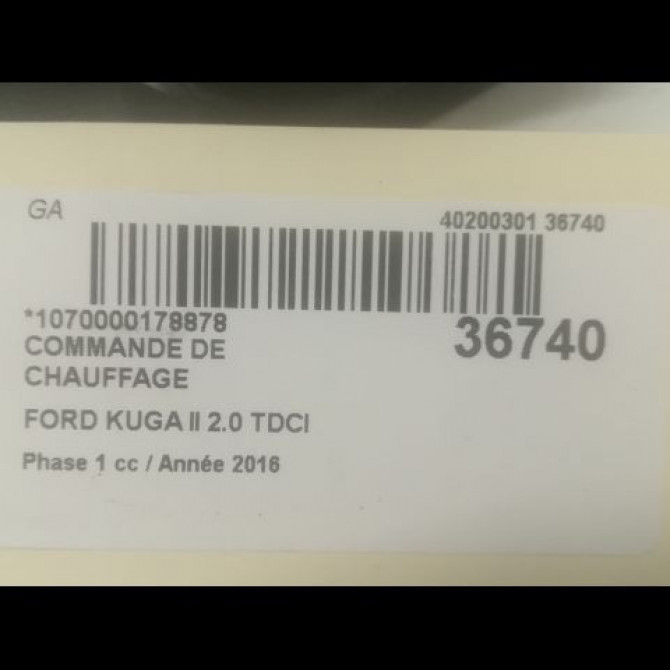 GA
40200301 36740
*1070000178878
36740
COMMANDE DE
CHAUFFAGE
FORD KUGA II 2.0 TDCI
Phase 1 cc / Année 2016